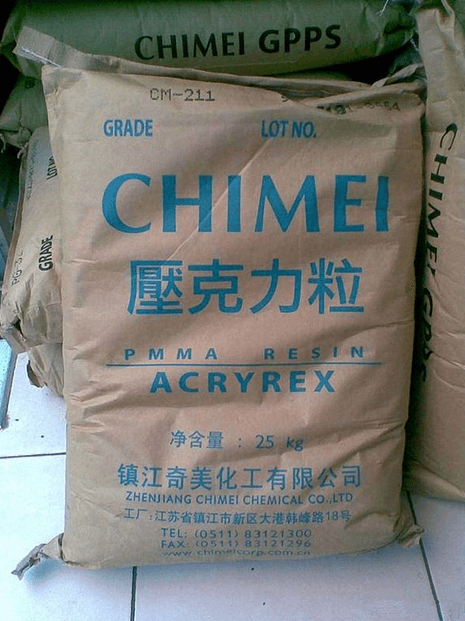 CHIMEI GPPS
CM-211
GRADE LOT NO.
CHIMEI
壓克力粒
PMMA RESIN
ACRYREX
净含量 : 25 kg
镇江奇美化工有限公司
ZHENJIANG CHIMEI CHEMICAL CO.,LTD
工厂:江苏省镇江市新区大港韩峰路18号
TEL: (0511) 83121300
FAX: (0511) 83121296
www.chimeicorp.com.cn
GRADE
CHIMEI GPPS